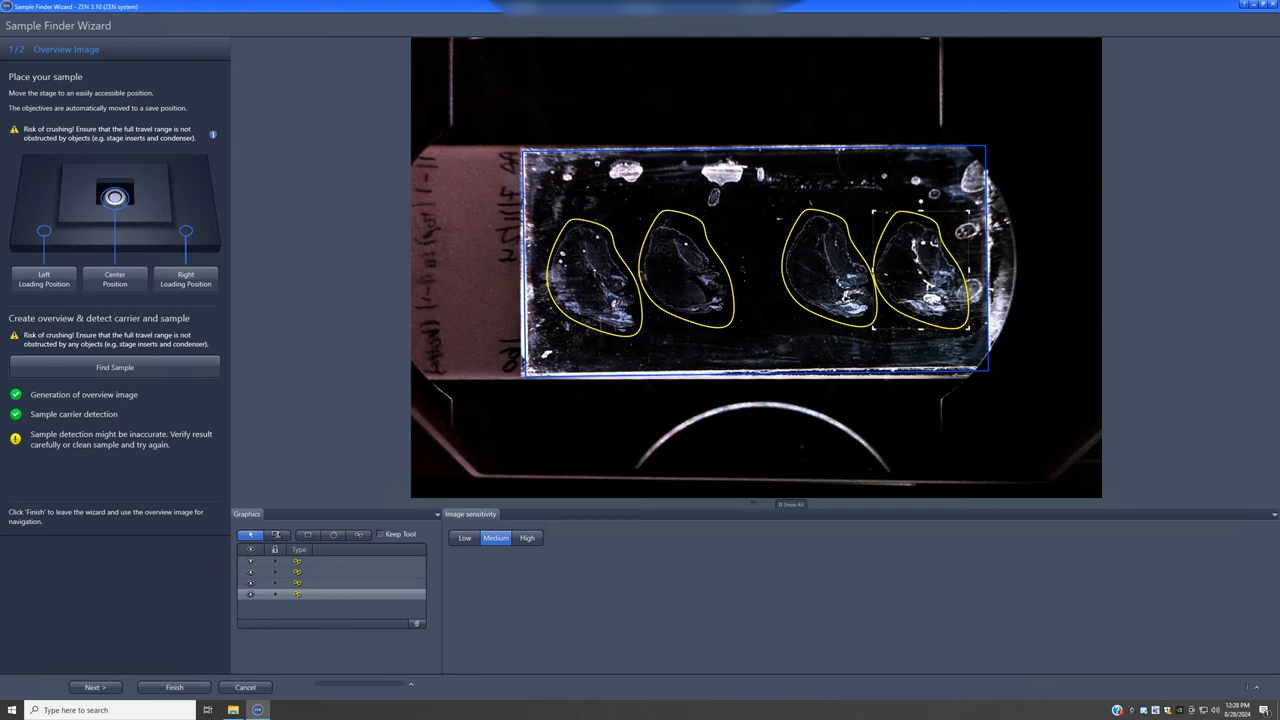 Sample Finder Wizard - ZEN 3.10 (ZEN system)
Sample Finder Wizard
1/2 Overview Image
Place your sample
Move the stage to an easily accessible position.
The objectives are automatically moved to a save position.
Risk of crushing! Ensure that the full travel range is not
obstructed by objects (e.g. stage inserts and condenser).
Left
Loading Position
Center
Position
Right
Loading Position
Create overview & detect carrier and sample
Risk of crushing! Ensure that the full travel range is not
obstructed by any objects (e.g. stage inserts and condenser).
Find Sample
Generation of overview image
Sample carrier detection
Sample detection might be inaccurate. Verify result
carefully or clean sample and try again.
Click 'Finish' to leave the wizard and use the overview image for
navigation.
Show All
Graphics
Keep Tool
Type
Image sensitivity
Low Medium High
Next > Finish Cancel
Type here to search
12:28 PM
8/28/2024